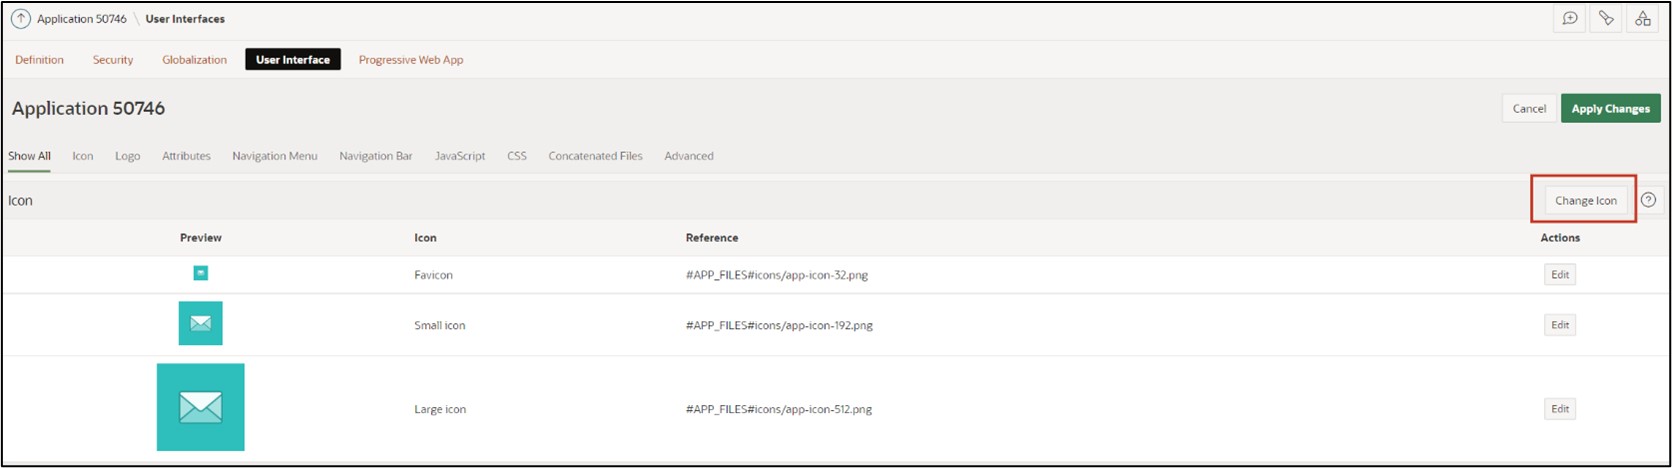 Application 50746 \ User Interfaces
Definition Security Globalization User Interface Progressive Web App
Application 50746
Cancel Apply Changes
Show All Icon Logo Attributes Navigation Menu Navigation Bar JavaScript CSS Concatenated Files Advanced
Icon Change Icon ?
Preview Icon Reference Actions
Favicon #APP_FILES#icons/app-icon-32.png Edit
Small icon #APP_FILES#icons/app-icon-192.png Edit
Large icon #APP_FILES#icons/app-icon-512.png Edit